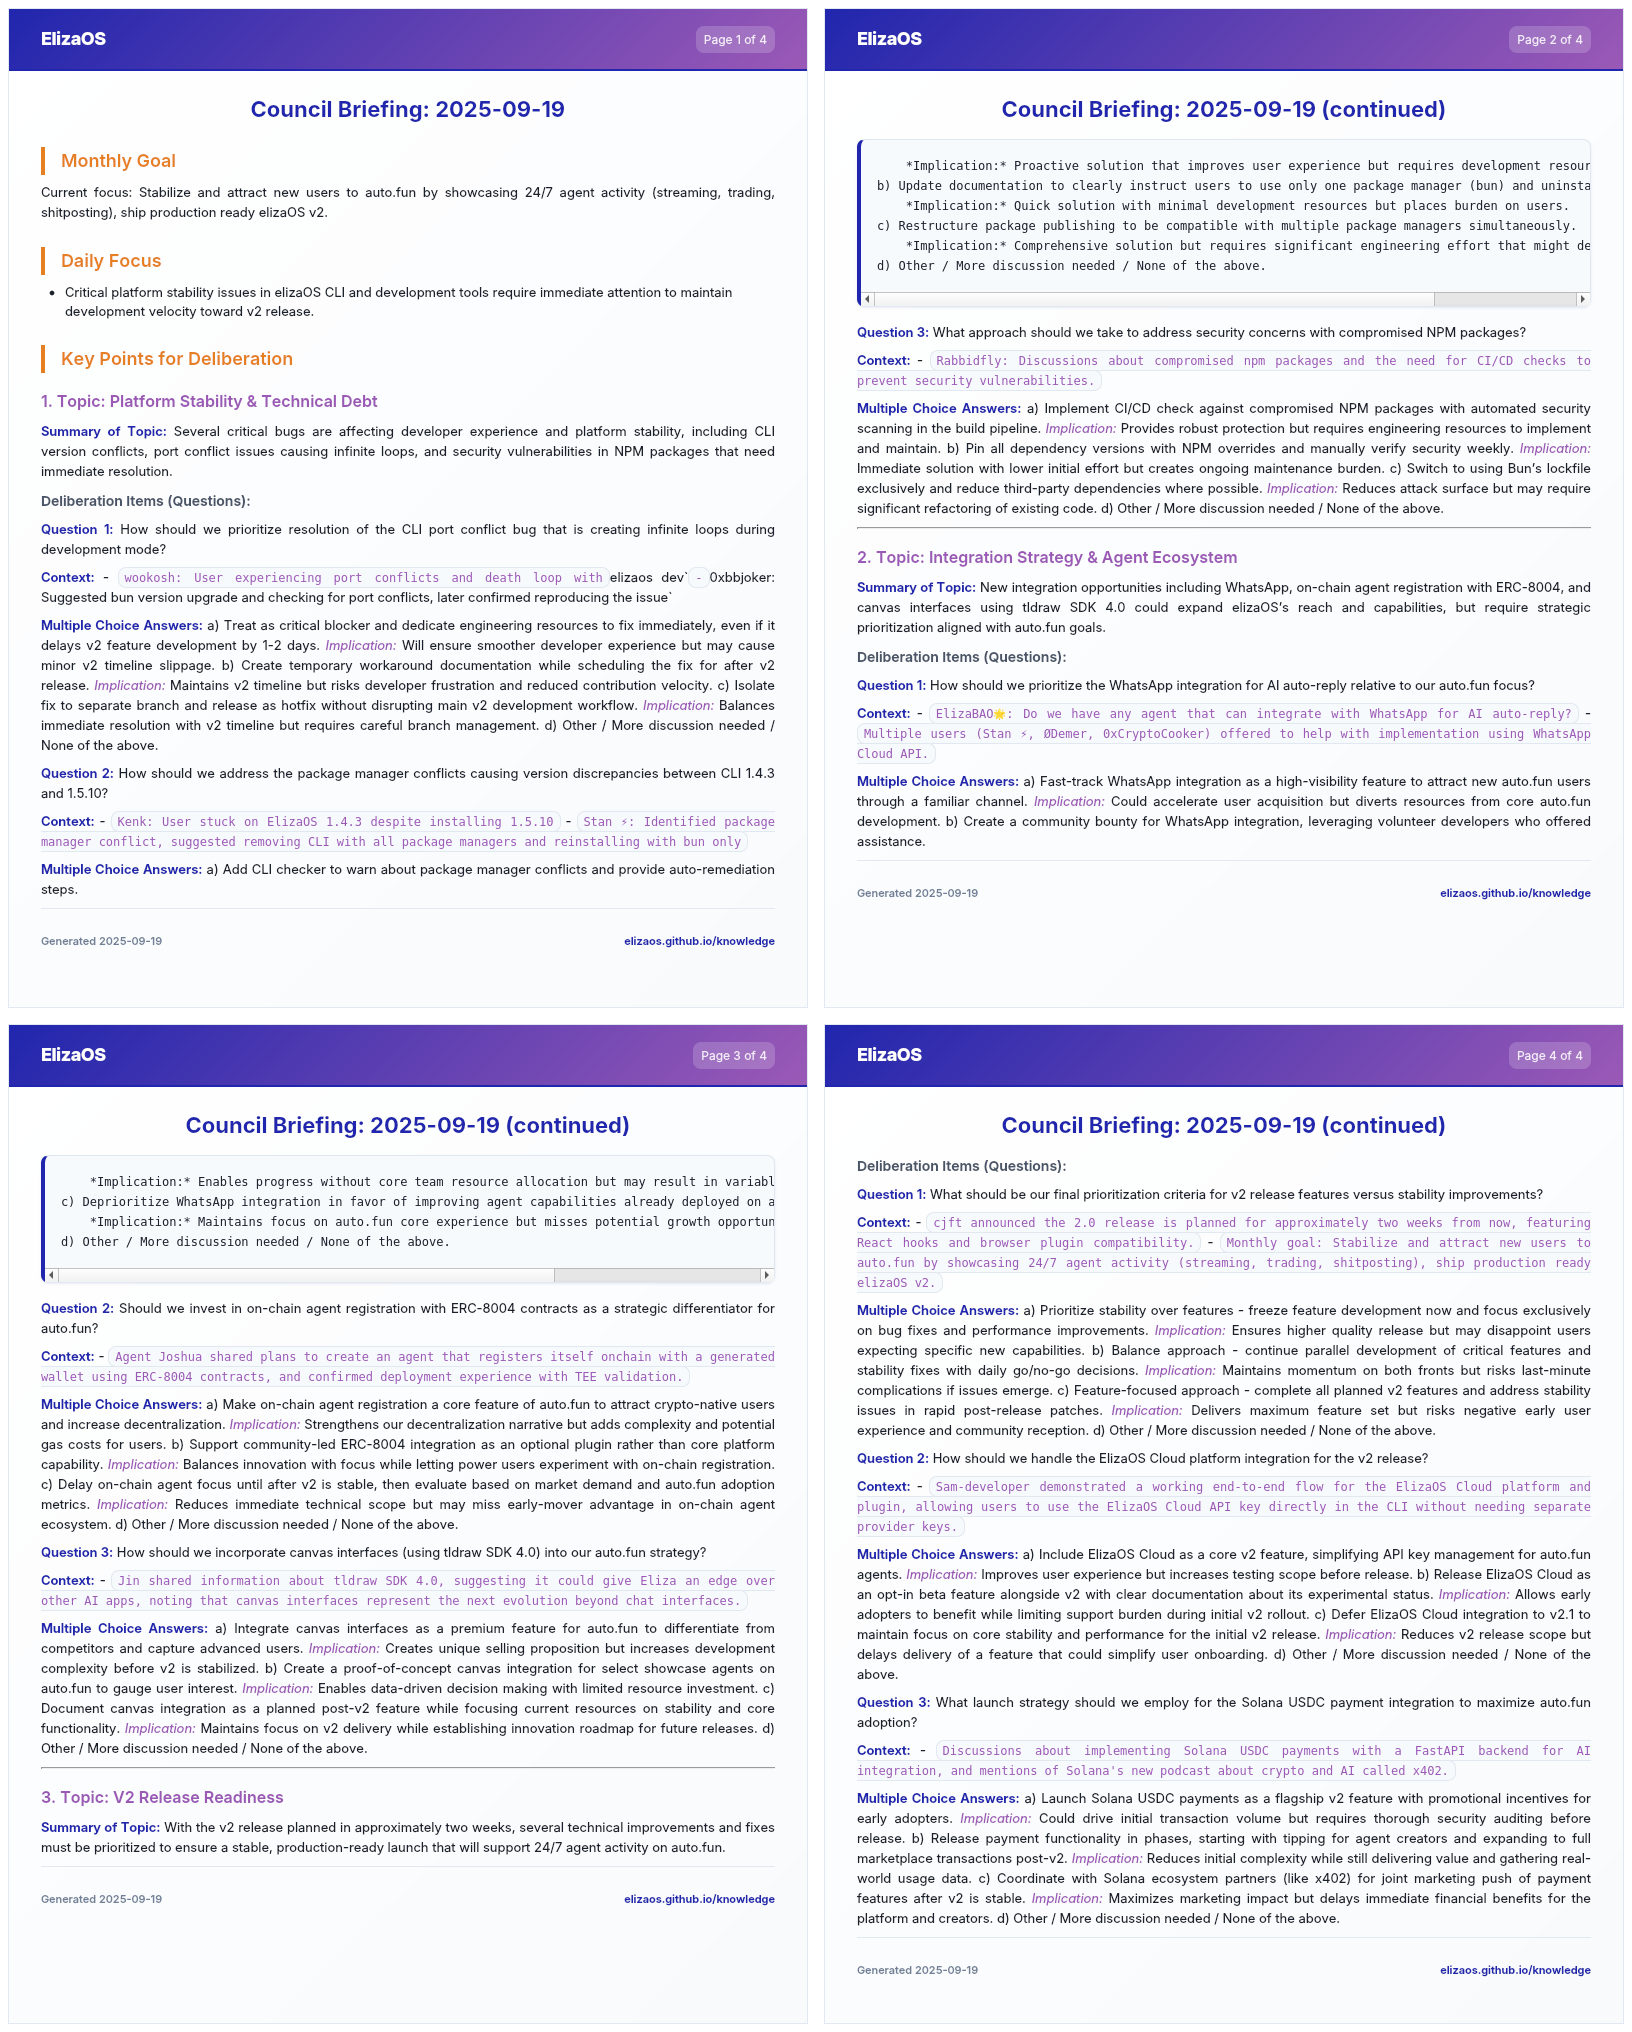 ElizaOS
Page 1 of 4
Council Briefing: 2025-09-19
Monthly Goal
Current focus: Stabilize and attract new users to auto.fun by showcasing 24/7 agent activity (streaming, trading,
shitposting), ship production ready elizaOS v2.
Daily Focus
• Critical platform stability issues in elizaOS CLI and development tools require immediate attention to maintain
development velocity toward v2 release.
Key Points for Deliberation
1. Topic: Platform Stability & Technical Debt
Summary of Topic: Several critical bugs are affecting developer experience and platform stability, including CLI
version conflicts, port conflict issues causing infinite loops, and security vulnerabilities in NPM packages that need
immediate resolution.
Deliberation Items (Questions):
Question 1: How should we prioritize resolution of the CLI port conflict bug that is creating infinite loops during
development mode?
Context: - wookosh: User experiencing port conflicts and death loop with elizaos dev` - 0xbbjoker:
Suggested bun version upgrade and checking for port conflicts, later confirmed reproducing the issue`
Multiple Choice Answers: a) Treat as critical blocker and dedicate engineering resources to fix immediately, even if it
delays v2 feature development by 1-2 days. Implication: Will ensure smoother developer experience but may cause
minor v2 timeline slippage. b) Create temporary workaround documentation while scheduling the fix for after v2
release. Implication: Maintains v2 timeline but risks developer frustration and reduced contribution velocity. c) Isolate
fix to separate branch and release as hotfix without disrupting main v2 development workflow. Implication: Balances
immediate resolution with v2 timeline but requires careful branch management. d) Other / More discussion needed /
None of the above.
Question 2: How should we address the package manager conflicts causing version discrepancies between CLI 1.4.3
and 1.5.10?
Context: - Kenk: User stuck on ElizaOS 1.4.3 despite installing 1.5.10 - Stan ⚡: Identified package
manager conflict, suggested removing CLI with all package managers and reinstalling with bun only
Multiple Choice Answers: a) Add CLI checker to warn about package manager conflicts and provide auto-remediation
steps.
Generated 2025-09-19
elizaos.github.io/knowledge
ElizaOS
Page 2 of 4
Council Briefing: 2025-09-19 (continued)
*Implication:* Proactive solution that improves user experience but requires development resour
b) Update documentation to clearly instruct users to use only one package manager (bun) and uninsta
*Implication:* Quick solution with minimal development resources but places burden on users.
c) Restructure package publishing to be compatible with multiple package managers simultaneously.
*Implication:* Comprehensive solution but requires significant engineering effort that might de
d) Other / More discussion needed / None of the above.
Question 3: What approach should we take to address security concerns with compromised NPM packages?
Context: - Rabbidfly: Discussions about compromised npm packages and the need for CI/CD checks to
prevent security vulnerabilities.
Multiple Choice Answers: a) Implement CI/CD check against compromised NPM packages with automated security
scanning in the build pipeline. Implication: Provides robust protection but requires engineering resources to implement
and maintain. b) Pin all dependency versions with NPM overrides and manually verify security weekly. Implication:
Immediate solution with lower initial effort but creates ongoing maintenance burden. c) Switch to using Bun's lockfile
exclusively and reduce third-party dependencies where possible. Implication: Reduces attack surface but may require
significant refactoring of existing code. d) Other / More discussion needed / None of the above.
2. Topic: Integration Strategy & Agent Ecosystem
Summary of Topic: New integration opportunities including WhatsApp, on-chain agent registration with ERC-8004, and
canvas interfaces using tldraw SDK 4.0 could expand elizaOS's reach and capabilities, but require strategic
prioritization aligned with auto.fun goals.
Deliberation Items (Questions):
Question 1: How should we prioritize the WhatsApp integration for AI auto-reply relative to our auto.fun focus?
Context: - ElizaBAO🌟: Do we have any agent that can integrate with WhatsApp for AI auto-reply? -
Multiple users (Stan ⚡, ØDemer, 0xCryptoCooker) offered to help with implementation using WhatsApp
Cloud API.
Multiple Choice Answers: a) Fast-track WhatsApp integration as a high-visibility feature to attract new auto.fun users
through a familiar channel. Implication: Could accelerate user acquisition but diverts resources from core auto.fun
development. b) Create a community bounty for WhatsApp integration, leveraging volunteer developers who offered
assistance.
Generated 2025-09-19
elizaos.github.io/knowledge
ElizaOS
Page 3 of 4
Council Briefing: 2025-09-19 (continued)
*Implication:* Enables progress without core team resource allocation but may result in variabl
c) Deprioritize WhatsApp integration in favor of improving agent capabilities already deployed on a
*Implication:* Maintains focus on auto.fun core experience but misses potential growth opportun
d) Other / More discussion needed / None of the above.
Question 2: Should we invest in on-chain agent registration with ERC-8004 contracts as a strategic differentiator for
auto.fun?
Context: - Agent Joshua shared plans to create an agent that registers itself onchain with a generated
wallet using ERC-8004 contracts, and confirmed deployment experience with TEE validation.
Multiple Choice Answers: a) Make on-chain agent registration a core feature of auto.fun to attract crypto-native users
and increase decentralization. Implication: Strengthens our decentralization narrative but adds complexity and potential
gas costs for users. b) Support community-led ERC-8004 integration as an optional plugin rather than core platform
capability. Implication: Balances innovation with focus while letting power users experiment with on-chain registration.
c) Delay on-chain agent focus until after v2 is stable, then evaluate based on market demand and auto.fun adoption
metrics. Implication: Reduces immediate technical scope but may miss early-mover advantage in on-chain agent
ecosystem. d) Other / More discussion needed / None of the above.
Question 3: How should we incorporate canvas interfaces (using tldraw SDK 4.0) into our auto.fun strategy?
Context: - Jin shared information about tldraw SDK 4.0, suggesting it could give Eliza an edge over
other AI apps, noting that canvas interfaces represent the next evolution beyond chat interfaces.
Multiple Choice Answers: a) Integrate canvas interfaces as a premium feature for auto.fun to differentiate from
competitors and capture advanced users. Implication: Creates unique selling proposition but increases development
complexity before v2 is stabilized. b) Create a proof-of-concept canvas integration for select showcase agents on
auto.fun to gauge user interest. Implication: Enables data-driven decision making with limited resource investment. c)
Document canvas integration as a planned post-v2 feature while focusing current resources on stability and core
functionality. Implication: Maintains focus on v2 delivery while establishing innovation roadmap for future releases. d)
Other / More discussion needed / None of the above.
3. Topic: V2 Release Readiness
Summary of Topic: With the v2 release planned in approximately two weeks, several technical improvements and fixes
must be prioritized to ensure a stable, production-ready launch that will support 24/7 agent activity on auto.fun.
Generated 2025-09-19
elizaos.github.io/knowledge
ElizaOS
Page 4 of 4
Council Briefing: 2025-09-19 (continued)
Deliberation Items (Questions):
Question 1: What should be our final prioritization criteria for v2 release features versus stability improvements?
Context: - cjft announced the 2.0 release is planned for approximately two weeks from now, featuring
React hooks and browser plugin compatibility. - Monthly goal: Stabilize and attract new users to
auto.fun by showcasing 24/7 agent activity (streaming, trading, shitposting), ship production ready
elizaOS v2.
Multiple Choice Answers: a) Prioritize stability over features - freeze feature development now and focus exclusively
on bug fixes and performance improvements. Implication: Ensures higher quality release but may disappoint users
expecting specific new capabilities. b) Balance approach - continue parallel development of critical features and
stability fixes with daily go/no-go decisions. Implication: Maintains momentum on both fronts but risks last-minute
complications if issues emerge. c) Feature-focused approach - complete all planned v2 features and address stability
issues in rapid post-release patches. Implication: Delivers maximum feature set but risks negative early user
experience and community reception. d) Other / More discussion needed / None of the above.
Question 2: How should we handle the ElizaOS Cloud platform integration for the v2 release?
Context: - Sam-developer demonstrated a working end-to-end flow for the ElizaOS Cloud platform and
plugin, allowing users to use the ElizaOS Cloud API key directly in the CLI without needing separate
provider keys.
Multiple Choice Answers: a) Include ElizaOS Cloud as a core v2 feature, simplifying API key management for auto.fun
agents. Implication: Improves user experience but increases testing scope before release. b) Release ElizaOS Cloud as
an opt-in beta feature alongside v2 with clear documentation about its experimental status. Implication: Allows early
adopters to benefit while limiting support burden during initial v2 rollout. c) Defer ElizaOS Cloud integration to v2.1 to
maintain focus on core stability and performance for the initial v2 release. Implication: Reduces v2 release scope but
delays delivery of a feature that could simplify user onboarding. d) Other / More discussion needed / None of the
above.
Question 3: What launch strategy should we employ for the Solana USDC payment integration to maximize auto.fun
adoption?
Context: - Discussions about implementing Solana USDC payments with a FastAPI backend for AI
integration, and mentions of Solana's new podcast about crypto and AI called x402.
Multiple Choice Answers: a) Launch Solana USDC payments as a flagship v2 feature with promotional incentives for
early adopters. Implication: Could drive initial transaction volume but requires thorough security auditing before
release. b) Release payment functionality in phases, starting with tipping for agent creators and expanding to full
marketplace transactions post-v2. Implication: Reduces initial complexity while still delivering value and gathering real-
world usage data. c) Coordinate with Solana ecosystem partners (like x402) for joint marketing push of payment
features after v2 is stable. Implication: Maximizes marketing impact but delays immediate financial benefits for the
platform and creators. d) Other / More discussion needed / None of the above.
Generated 2025-09-19
elizaos.github.io/knowledge